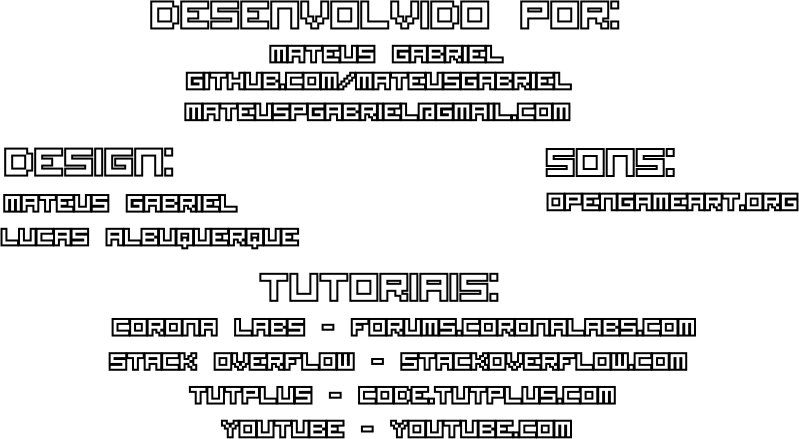 DESENVOLVIDO POR:
MATEUS GABRIEL
GITHUB.COM/MATEUSGABRIEL
MATEUSPGABRIEL@GMAIL.COM
DESIGN:
MATEUS GABRIEL
LUCAS ALBUQUERQUE
SONS:
OPENGAMEART.ORG
TUTORIAIS:
CORONA LABS - FORUMS.CORONALABS.COM
STACK OVERFLOW - STACKOVERFLOW.COM
TUTPLUS - CODE.TUTPLUS.COM
YOUTUBE - YOUTUBE.COM